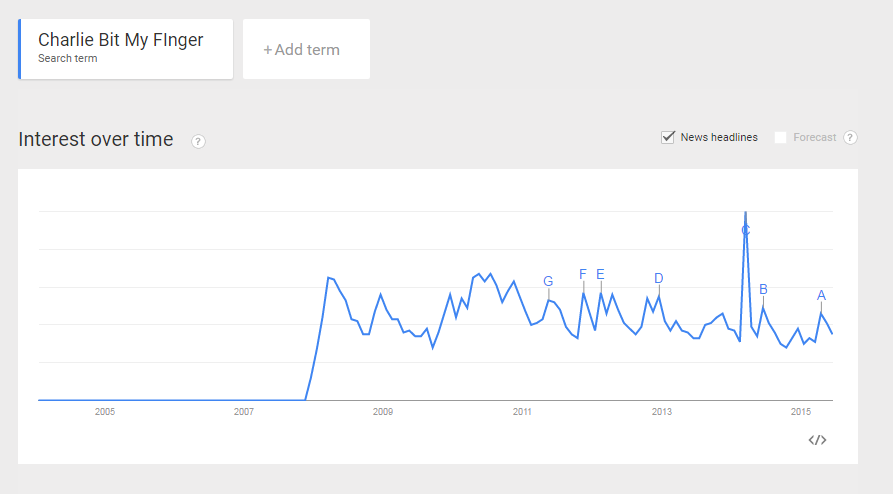 Charlie Bit My FInger
Search term
+Add term
Interest over time ?
News headlines
Forecast ?
C
G F E D B A
2005 2007 2009 2011 2013 2015
</>